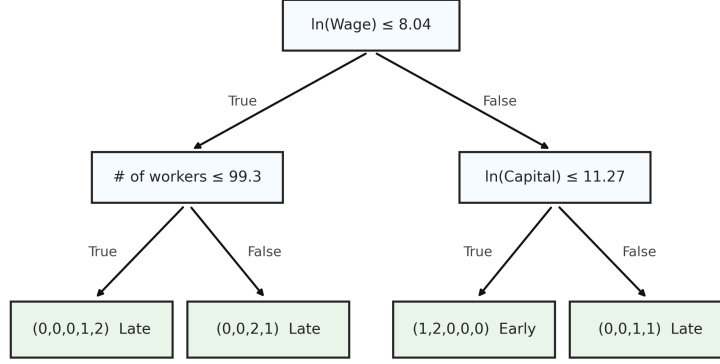 ln(Wage) ≤ 8.04
True
False
# of workers ≤ 99.3
ln(Capital) ≤ 11.27
True
False
True
False
(0,0,0,1,2) Late
(0,0,2,1) Late
(1,2,0,0,0) Early
(0,0,1,1) Late